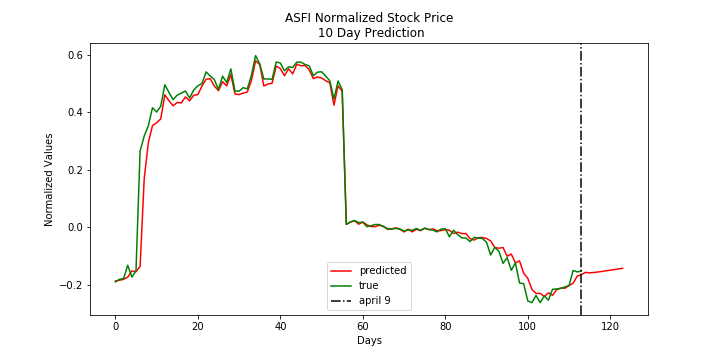 ASFI Normalized Stock Price
10 Day Prediction
Normalized Values
0.6
0.4
0.2
0.0
−0.2
predicted
true
april 9
0
20
40
60
80
100
120
Days